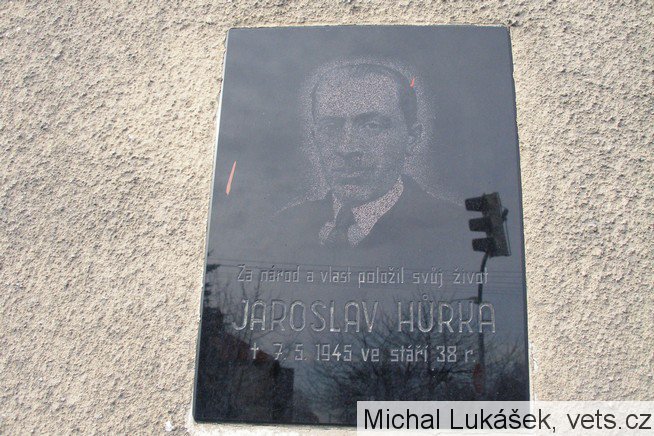 Za národ a vlast položil svůj život
JAROSLAV HŮRKA
† 7. 5. 1945 ve stáří 38 r.
Michal Lukášek, vets.cz